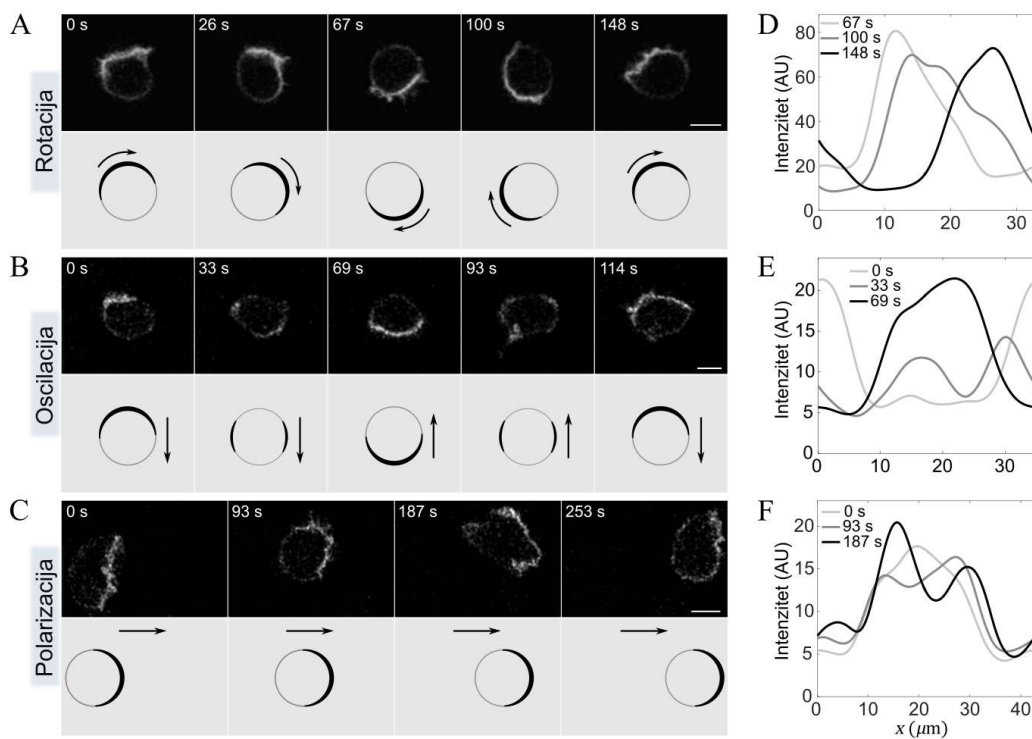 A
0 s
26 s
67 s
100 s
148 s
Rotacija
D
67 s
100 s
148 s
Intenzitet (AU)
80
60
40
20
0
0
10
20
30
B
0 s
33 s
69 s
93 s
114 s
Oscilacija
E
0 s
33 s
69 s
Intenzitet (AU)
20
15
10
5
0
0
10
20
30
C
0 s
93 s
187 s
253 s
Polarizacija
F
0 s
93 s
187 s
Intenzitet (AU)
20
15
10
5
0
0
10
20
30
40
x (μm)